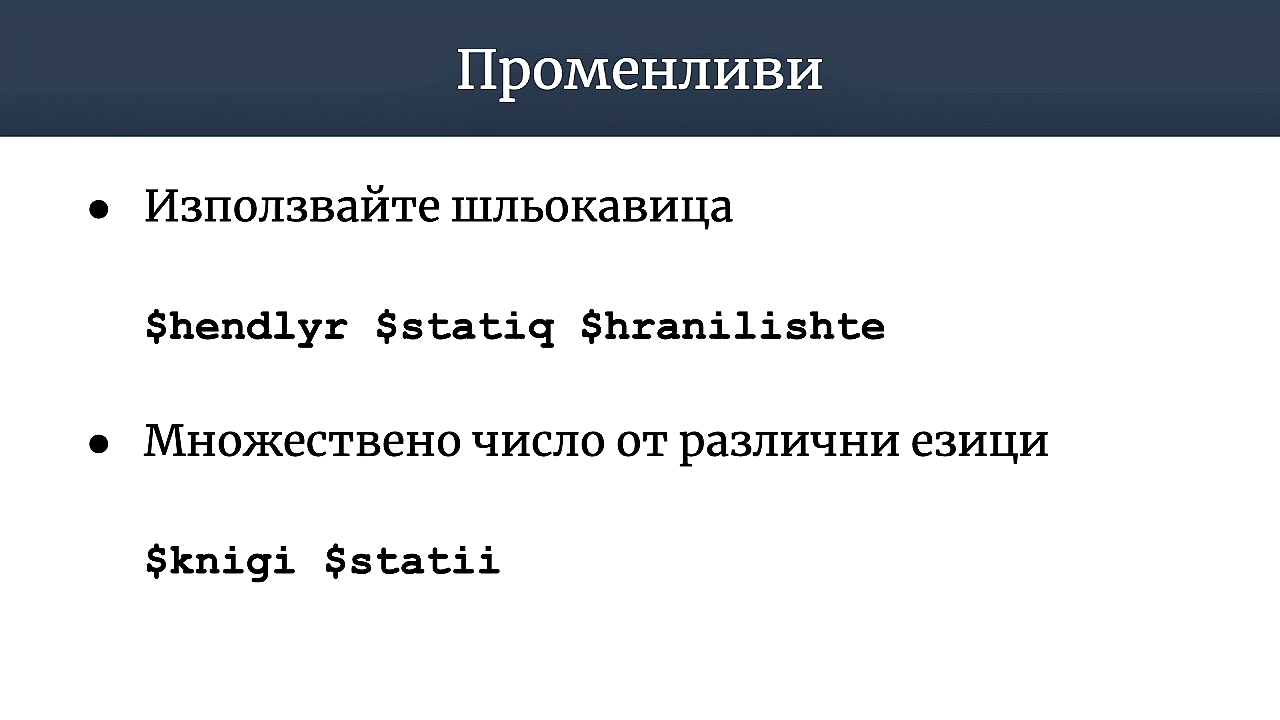 Променливи
● Използвайте шльокавица
$hendlyr $statiq $hranilishte
● Множествено число от различни езици
$knigi $statii